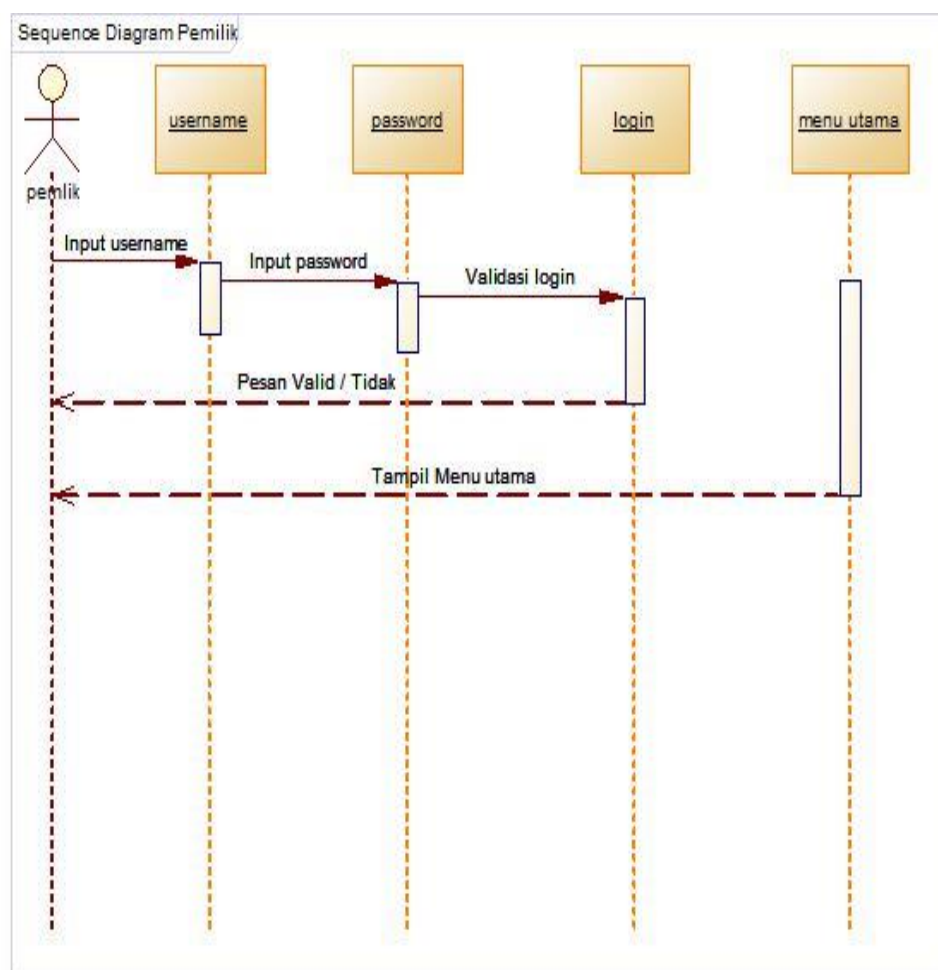 Sequence Diagram Pemilik
username
password
login
menu utama
pemlik
Input username
Input password
Validasi login
Pesan Valid / Tidak
Tampil Menu utama